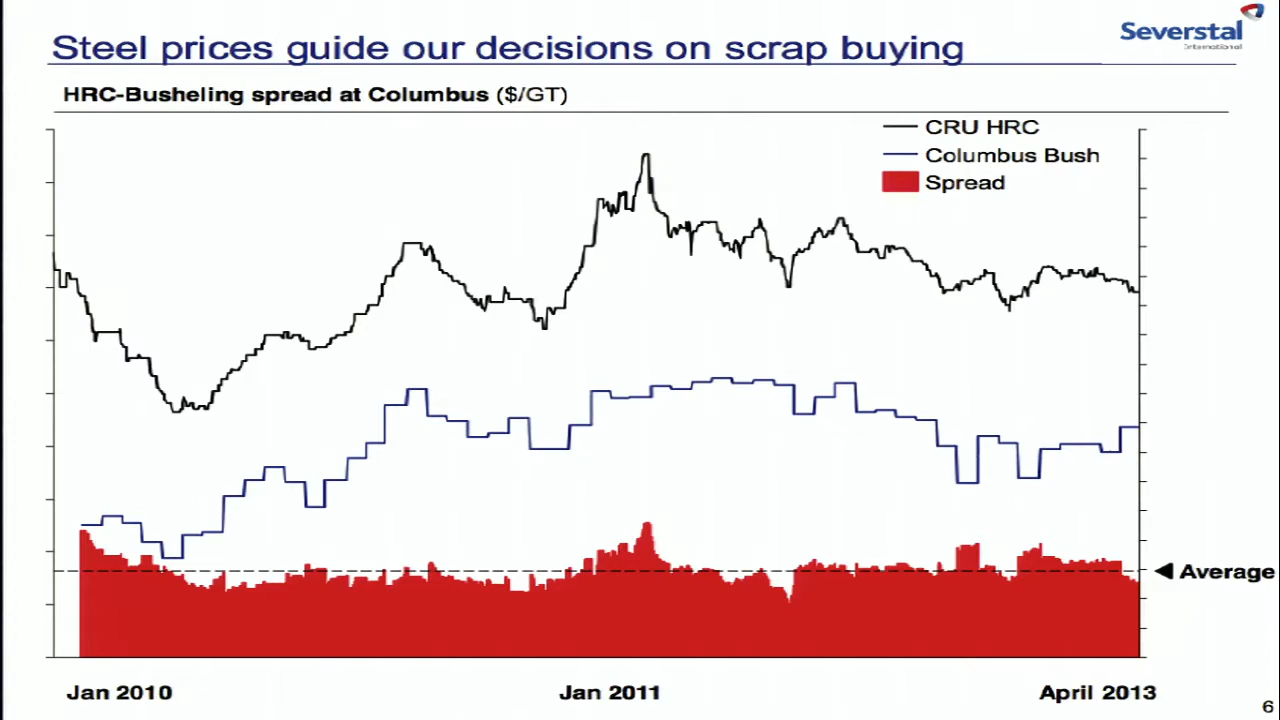 Steel prices guide our decisions on scrap buying
Severstal
International
HRC-Busheling spread at Columbus ($/GT)
CRU HRC
Columbus Bush
Spread
Average
Jan 2010
Jan 2011
April 2013
6